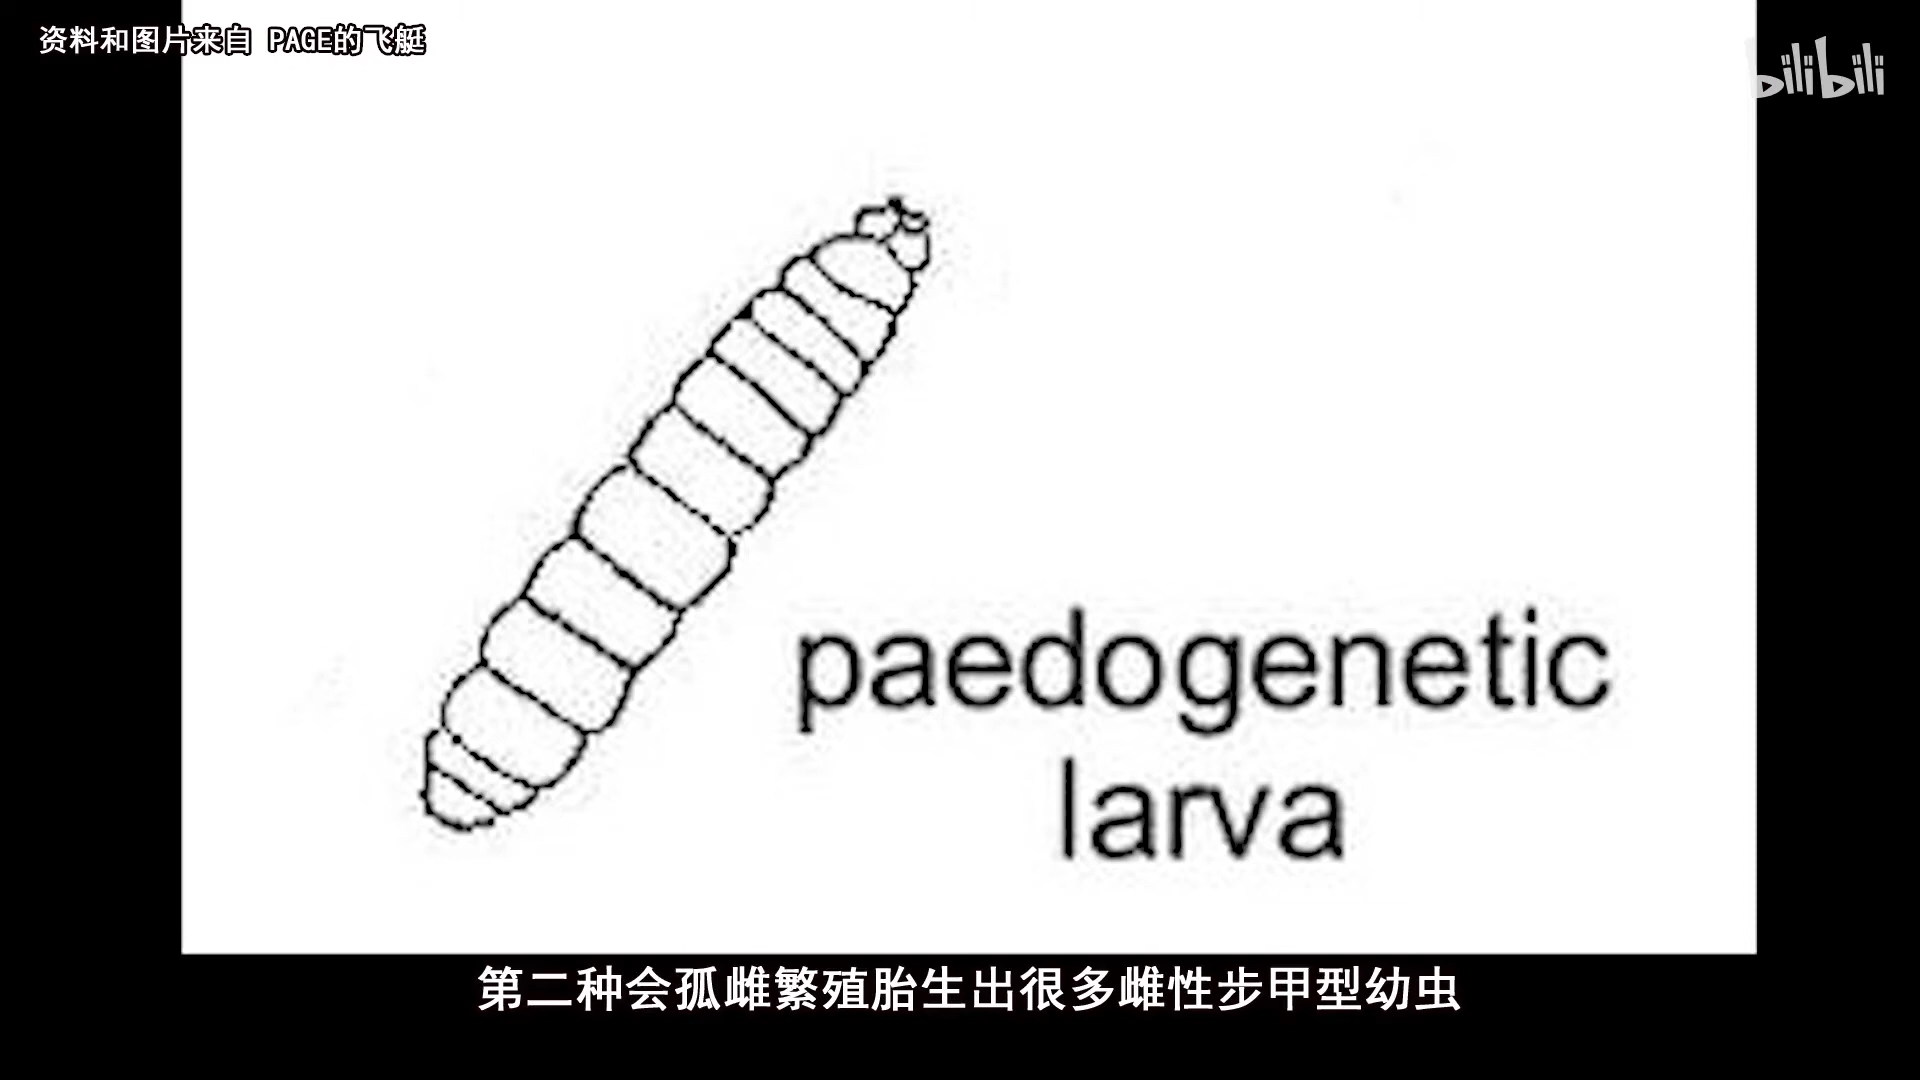 资料和图片来自 PAGE的飞艇
bilibili
paedogenetic
larva
第二种会孤雌繁殖胎生出很多雌性步甲型幼虫